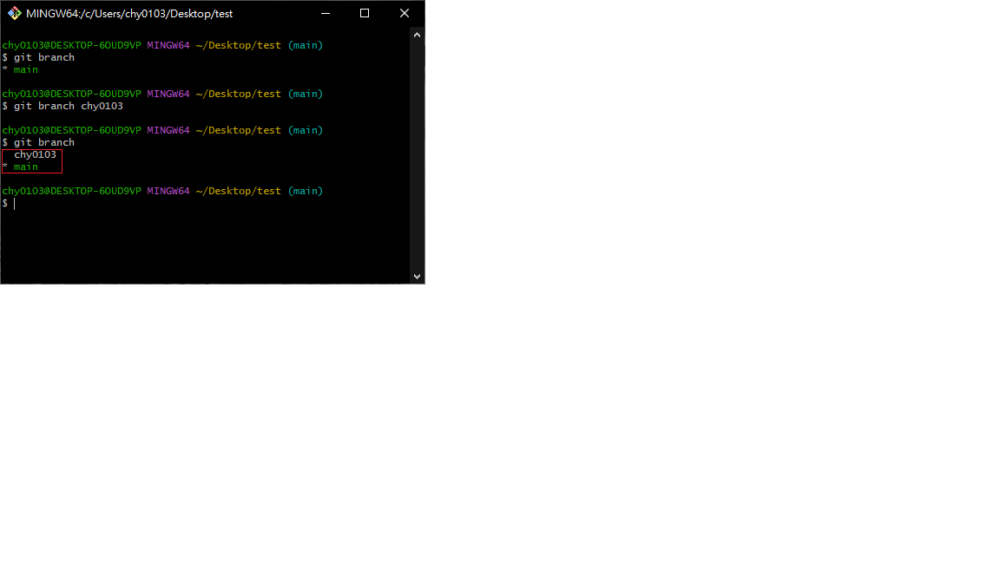 MINGW64:/c/Users/chy0103/Desktop/test
chy0103@DESKTOP-6OUD9VP MINGW64 ~/Desktop/test (main)
$ git branch
* main
chy0103@DESKTOP-6OUD9VP MINGW64 ~/Desktop/test (main)
$ git branch chy0103
chy0103@DESKTOP-6OUD9VP MINGW64 ~/Desktop/test (main)
$ git branch
chy0103
* main
chy0103@DESKTOP-6OUD9VP MINGW64 ~/Desktop/test (main)
$